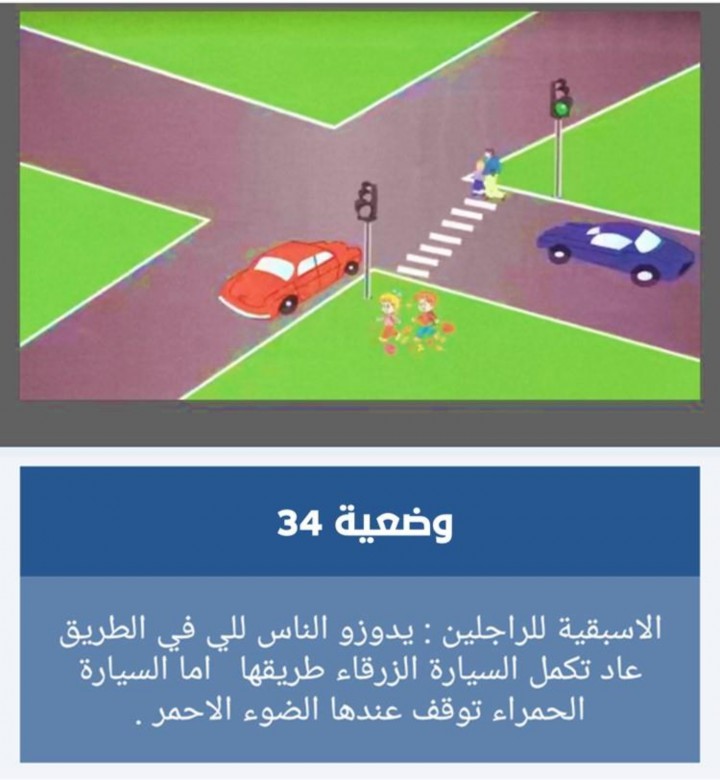 وضعية 34
الاسبقية للراجلين : يدوزو الناس للي في الطريق
عاد تكمل السيارة الزرقاء طريقها اما السيارة
الحمراء توقف عندها الضوء الاحمر .